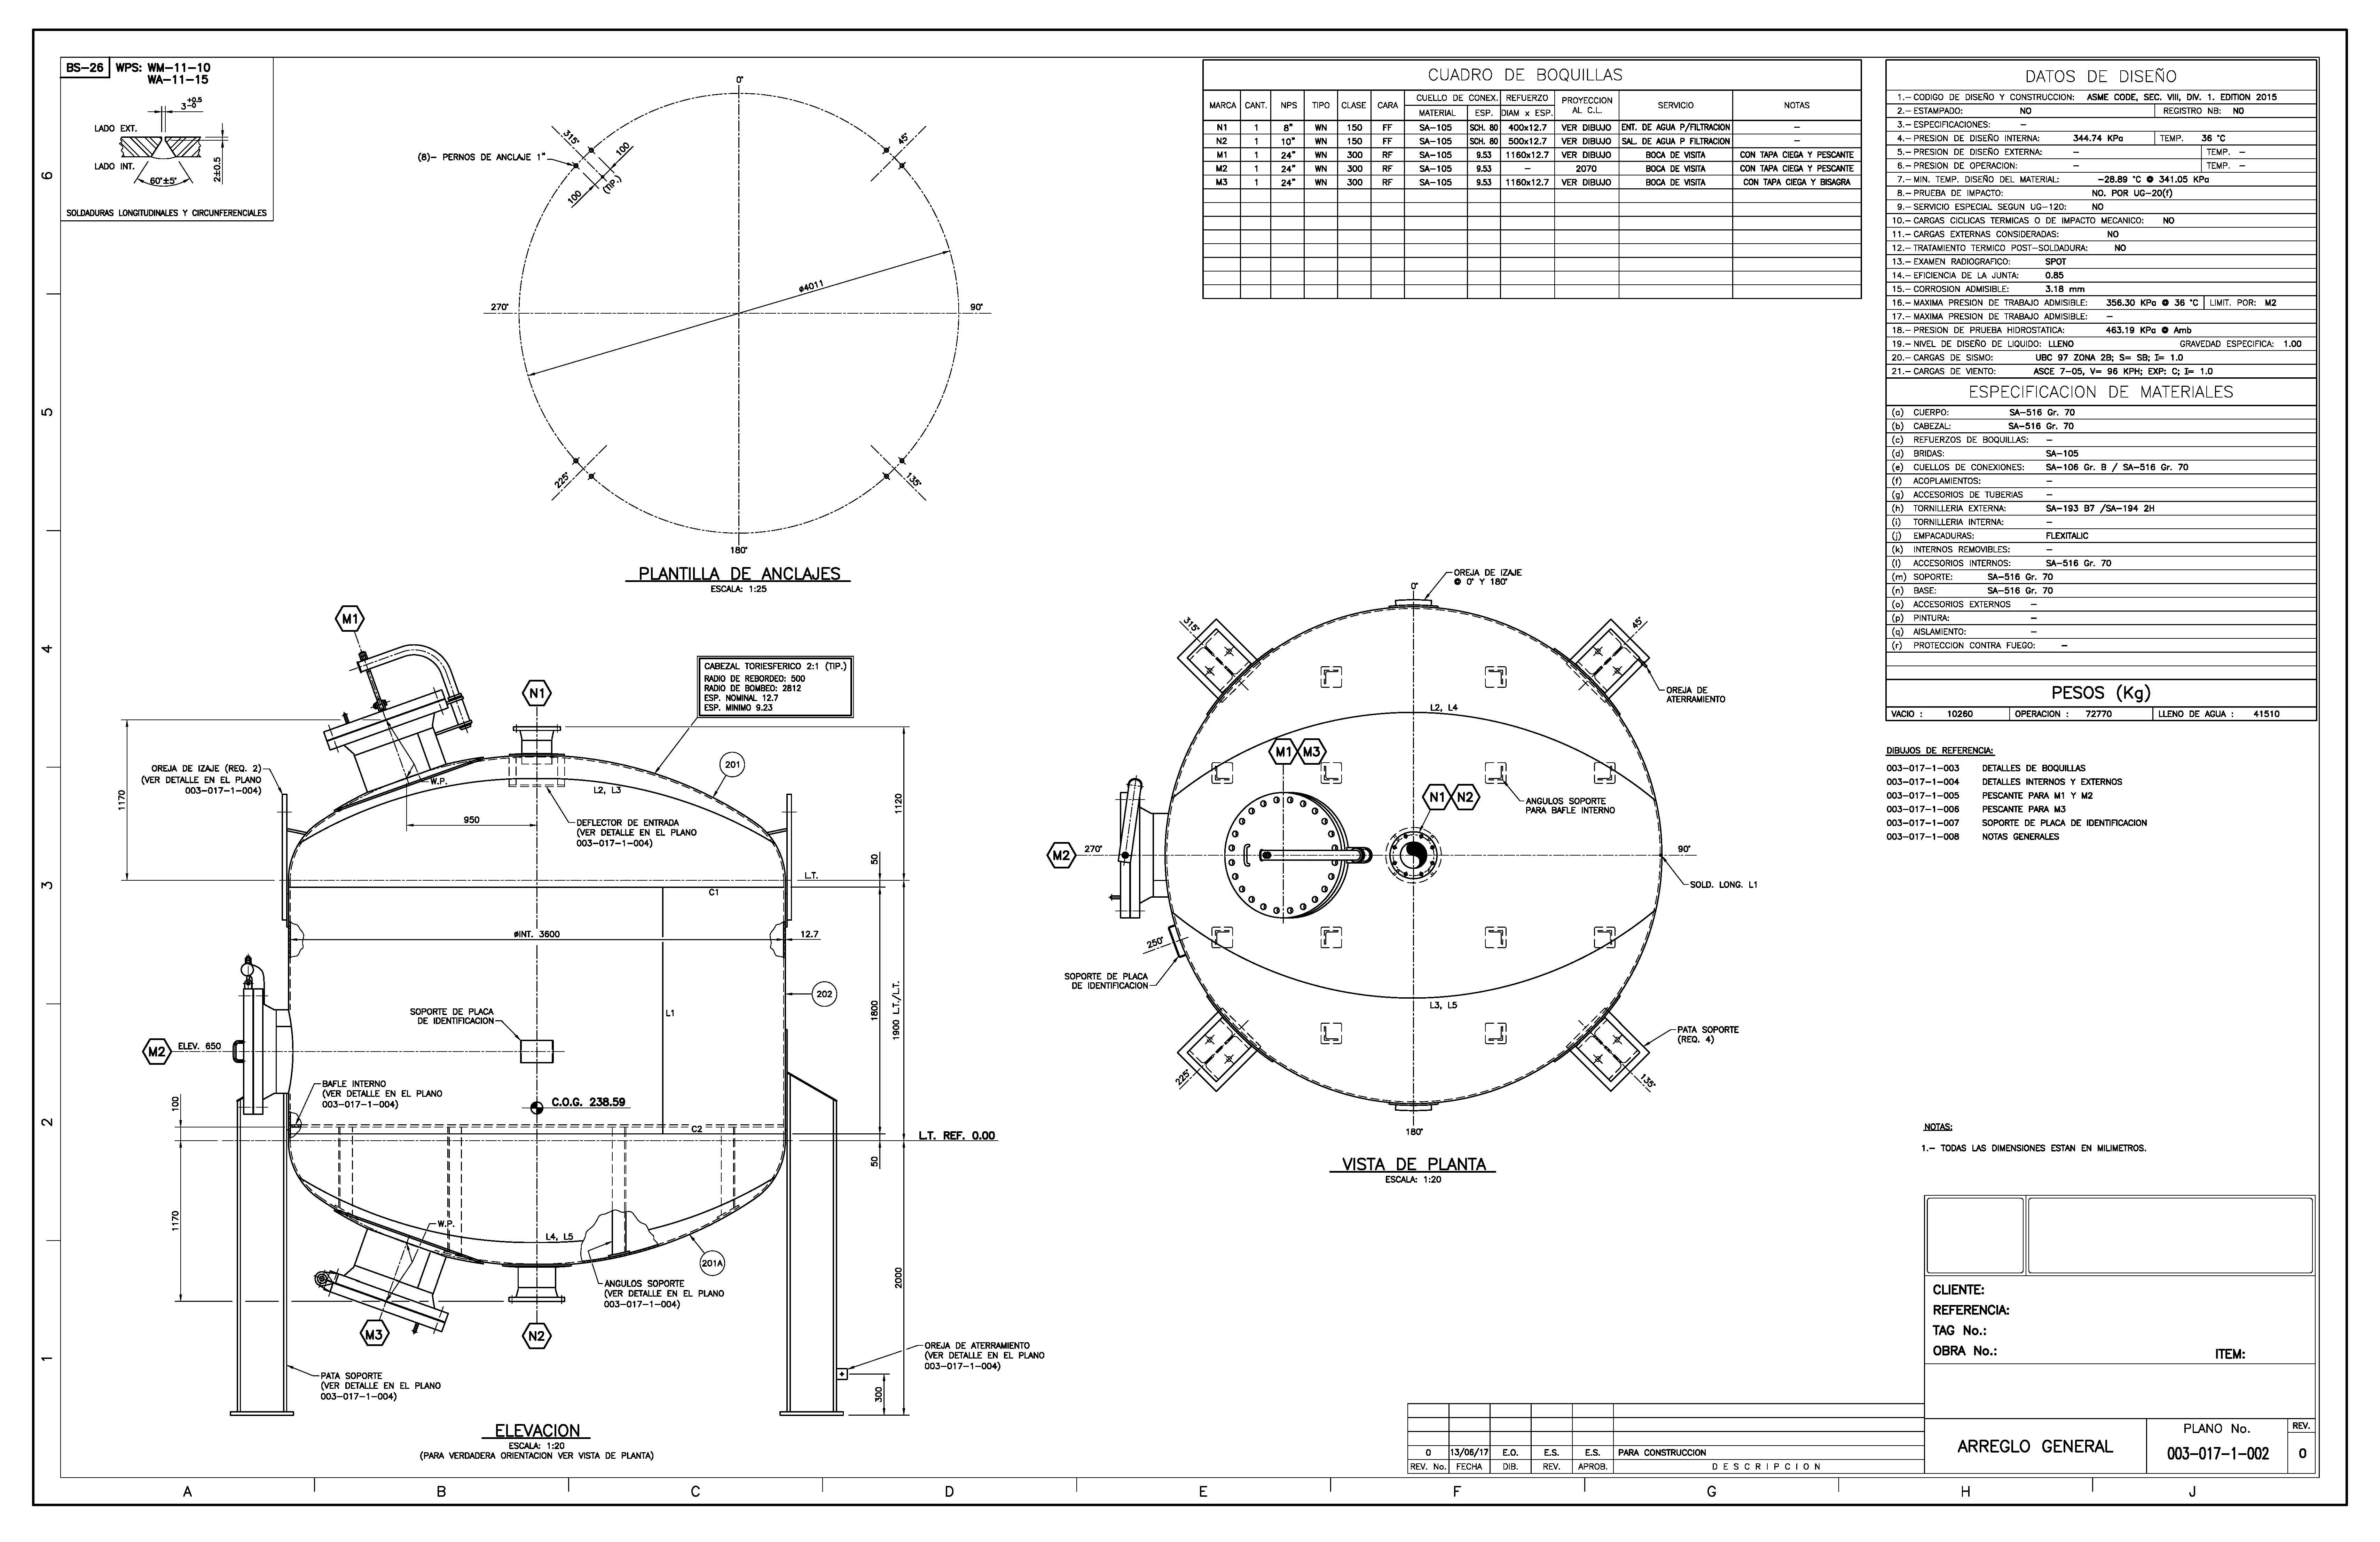 BS-26 WPS: WM-11-10
WA-11-15
3 +0.5 -0
LADO EXT.
LADO INT.
60°±5°
2±0.5
SOLDADURAS LONGITUDINALES Y CIRCUNFERENCIALES
0°
315°
45°
100
100
(TIP.)
(8)- PERNOS DE ANCLAJE 1"
ø4011
270°
90°
225°
135°
180°
PLANTILLA DE ANCLAJES
ESCALA: 1:25
CUADRO DE BOQUILLAS
MARCA CANT. NPS TIPO CLASE CARA CUELLO DE CONEX. REFUERZO PROYECCION AL C.L. SERVICIO NOTAS
MATERIAL ESP. DIAM x ESP.
N1 1 8" WN 150 FF SA-105 SCH. 80 400x12.7 VER DIBUJO ENT. DE AGUA P/FILTRACION -
N2 1 10" WN 150 FF SA-105 SCH. 80 500x12.7 VER DIBUJO SAL. DE AGUA P FILTRACION -
M1 1 24" WN 300 RF SA-105 9.53 1160x12.7 VER DIBUJO BOCA DE VISITA CON TAPA CIEGA Y PESCANTE
M2 1 24" WN 300 RF SA-105 9.53 - 2070 BOCA DE VISITA CON TAPA CIEGA Y PESCANTE
M3 1 24" WN 300 RF SA-105 9.53 1160x12.7 VER DIBUJO BOCA DE VISITA CON TAPA CIEGA Y BISAGRA
DATOS DE DISEÑO
1.- CODIGO DE DISEÑO Y CONSTRUCCION: ASME CODE, SEC. VIII, DIV. 1. EDITION 2015
2.- ESTAMPADO: NO REGISTRO NB: NO
3.- ESPECIFICACIONES: -
4.- PRESION DE DISEÑO INTERNA: 344.74 KPa TEMP. 36 °C
5.- PRESION DE DISEÑO EXTERNA: - TEMP. -
6.- PRESION DE OPERACION: - TEMP. -
7.- MIN. TEMP. DISEÑO DEL MATERIAL: -28.89 °C @ 341.05 KPa
8.- PRUEBA DE IMPACTO: NO. POR UG-20(f)
9.- SERVICIO ESPECIAL SEGUN UG-120: NO
10.- CARGAS CICLICAS TERMICAS O DE IMPACTO MECANICO: NO
11.- CARGAS EXTERNAS CONSIDERADAS: NO
12.- TRATAMIENTO TERMICO POST-SOLDADURA: NO
13.- EXAMEN RADIOGRAFICO: SPOT
14.- EFICIENCIA DE LA JUNTA: 0.85
15.- CORROSION ADMISIBLE: 3.18 mm
16.- MAXIMA PRESION DE TRABAJO ADMISIBLE: 356.30 KPa @ 36 °C LIMIT. POR: M2
17.- MAXIMA PRESION DE TRABAJO ADMISIBLE: -
18.- PRESION DE PRUEBA HIDROSTATICA: 463.19 KPa @ Amb
19.- NIVEL DE DISEÑO DE LIQUIDO: LLENO GRAVEDAD ESPECIFICA: 1.00
20.- CARGAS DE SISMO: UBC 97 ZONA 2B; S= SB; I= 1.0
21.- CARGAS DE VIENTO: ASCE 7-05, V= 96 KPH; EXP: C; I= 1.0
ESPECIFICACION DE MATERIALES
(a) CUERPO: SA-516 Gr. 70
(b) CABEZAL: SA-516 Gr. 70
(c) REFUERZOS DE BOQUILLAS: -
(d) BRIDAS: SA-105
(e) CUELLOS DE CONEXIONES: SA-106 Gr. B / SA-516 Gr. 70
(f) ACOPLAMIENTOS: -
(g) ACCESORIOS DE TUBERIAS -
(h) TORNILLERIA EXTERNA: SA-193 B7 /SA-194 2H
(i) TORNILLERIA INTERNA: -
(j) EMPACADURAS: FLEXITALIC
(k) INTERNOS REMOVIBLES: -
(l) ACCESORIOS INTERNOS: SA-516 Gr. 70
(m) SOPORTE: SA-516 Gr. 70
(n) BASE: SA-516 Gr. 70
(o) ACCESORIOS EXTERNOS -
(p) PINTURA: -
(q) AISLAMIENTO: -
(r) PROTECCION CONTRA FUEGO: -
PESOS (Kg)
VACIO : 10260 OPERACION : 72770 LLENO DE AGUA : 41510
DIBUJOS DE REFERENCIA:
003-017-1-003 DETALLES DE BOQUILLAS
003-017-1-004 DETALLES INTERNOS Y EXTERNOS
003-017-1-005 PESCANTE PARA M1 Y M2
003-017-1-006 PESCANTE PARA M3
003-017-1-007 SOPORTE DE PLACA DE IDENTIFICACION
003-017-1-008 NOTAS GENERALES
M1
N1
CABEZAL TORIESFERICO 2:1 (TIP.)
RADIO DE REBORDEO: 500
RADIO DE BOMBEO: 2812
ESP. NOMINAL 12.7
ESP. MINIMO 9.23
OREJA DE IZAJE (REQ. 2)
(VER DETALLE EN EL PLANO
003-017-1-004)
1170
W.P.
L2, L3
201
950
DEFLECTOR DE ENTRADA
(VER DETALLE EN EL PLANO
003-017-1-004)
1120
50
L.T.
C1
øINT. 3600
12.7
202
SOPORTE DE PLACA
DE IDENTIFICACION
L1
1800
1900 L.T./L.T.
M2
ELEV. 650
BAFLE INTERNO
(VER DETALLE EN EL PLANO
003-017-1-004)
100
C.O.G. 238.59
C2
L.T. REF. 0.00
50
1170
W.P.
L4, L5
201A
ANGULOS SOPORTE
(VER DETALLE EN EL PLANO
003-017-1-004)
2000
M3
N2
OREJA DE ATERRAMIENTO
(VER DETALLE EN EL PLANO
003-017-1-004)
300
PATA SOPORTE
(VER DETALLE EN EL PLANO
003-017-1-004)
ELEVACION
ESCALA: 1:20
(PARA VERDADERA ORIENTACION VER VISTA DE PLANTA)
OREJA DE IZAJE
@ 0° Y 180°
0°
315°
45°
OREJA DE
ATERRAMIENTO
L2, L4
M1 M3
N1 N2
ANGULOS SOPORTE
PARA BAFLE INTERNO
M2
270°
90°
SOLD. LONG. L1
250°
SOPORTE DE PLACA
DE IDENTIFICACION
L3, L5
PATA SOPORTE
(REQ. 4)
225°
135°
180°
VISTA DE PLANTA
ESCALA: 1:20
NOTAS:
1.- TODAS LAS DIMENSIONES ESTAN EN MILIMETROS.
CLIENTE:
REFERENCIA:
TAG No.:
OBRA No.: ITEM:
ARREGLO GENERAL
PLANO No.
003-017-1-002
REV.
0
0 13/06/17 E.O. E.S. E.S. PARA CONSTRUCCION
REV. No. FECHA DIB. REV. APROB. DESCRIPCION
6
5
4
3
2
1
A B C D E F G H J